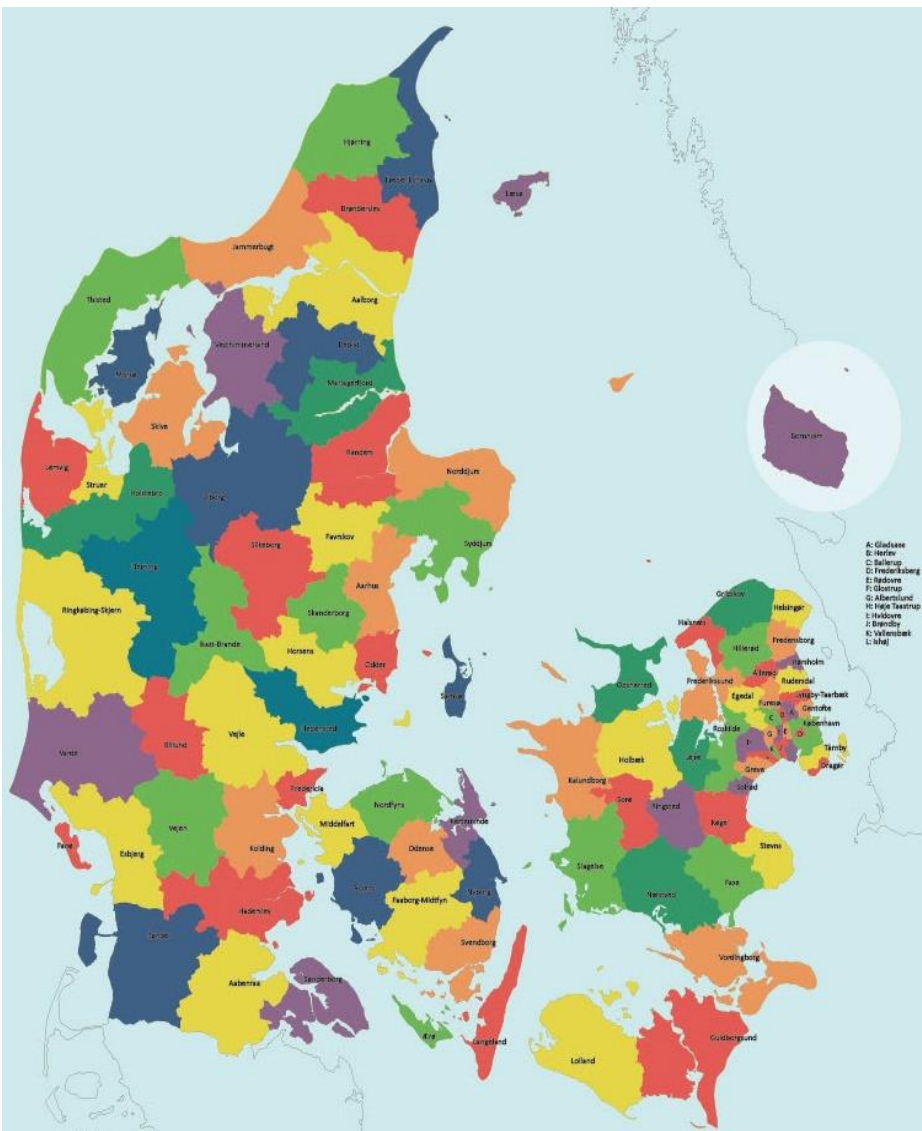 Hjørring
Frederikshavn
Læsø
Brønderslev
Jammerbugt
Thisted
Aalborg
Vesthimmerland
Rebild
Morsø
Mariagerfjord
Skive
Bornholm
Randers
Lemvig
Norddjurs
Struer
Holstebro
Viborg
Favrskov
Silkeborg
Syddjurs
A: Gladsaxe
B: Herlev
C: Ballerup
D: Frederiksberg
E: Rødovre
F: Glostrup
G: Albertslund
H: Høje Taastrup
I: Hvidovre
J: Brøndby
K: Vallensbæk
L: Ishøj
Herning
Aarhus
Gribskov
Helsingør
Ringkøbing-Skjern
Skanderborg
Halsnæs
Fredensborg
Hillerød
Ikast-Brande
Horsens
Odder
Hørsholm
Allerød
Frederikssund
Rudersdal
Odsherred
Samsø
Egedal
Lyngby-Taarbæk
Furesø
Gentofte
Hedensted
København
Roskilde
Varde
Billund
Vejle
Holbæk
Lejre
Tårnby
Dragør
Greve
Kalundborg
Solrød
Fredericia
Nordfyns
Sorø
Ringsted
Køge
Middelfart
Kerteminde
Vejen
Fanø
Esbjerg
Kolding
Odense
Stevns
Slagelse
Faxe
Assens
Nyborg
Næstved
Faaborg-Midtfyn
Haderslev
Tønder
Svendborg
Vordingborg
Aabenraa
Sønderborg
Ærø
Langeland
Guldborgsund
Lolland